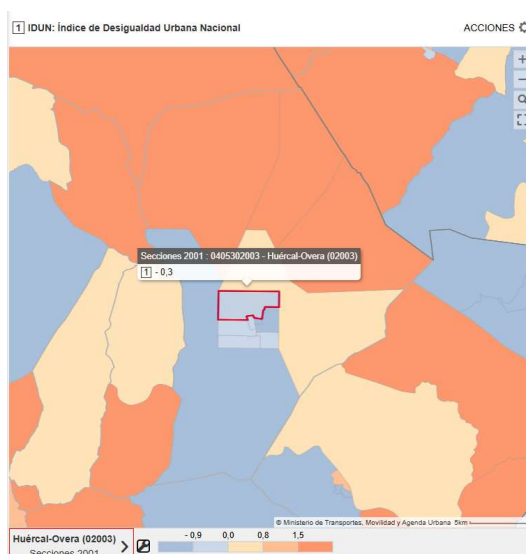 1 IDUN: Índice de Desigualdad Urbana Nacional
ACCIONES
Secciones 2001 : 0405302003 - Huércal-Overa (02003)
1 - 0,3
© Ministerio de Transportes, Movilidad y Agenda Urbana 5km
Huércal-Overa (02003)
Secciones 2001
- 0,9 0,0 0,8 1,5